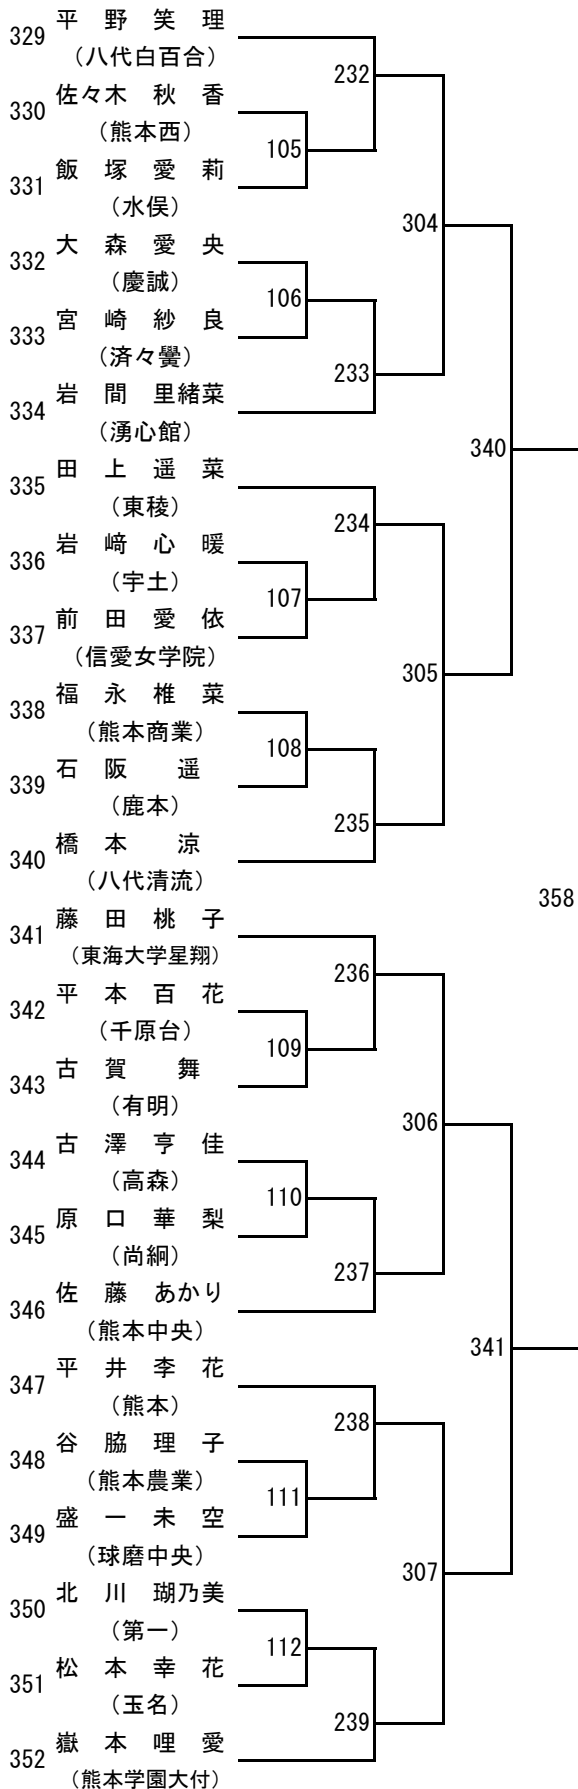 329 平野笑理
（八代白百合）
232
330 佐々木秋香
（熊本西）
105
331 飯塚愛莉
（水俣）
304
332 大森愛央
（慶誠）
106
333 宮崎紗良
（済々黌）
233
334 岩間里緒菜
（湧心館）
340
335 田上遥菜
（東稜）
234
336 岩﨑心暖
（宇土）
107
337 前田愛依
（信愛女学院）
305
338 福永椎菜
（熊本商業）
108
339 石阪遥
（鹿本）
235
340 橋本涼
（八代清流）
358
341 藤田桃子
（東海大学星翔）
236
342 平本百花
（千原台）
109
343 古賀舞
（有明）
306
344 古澤亨佳
（高森）
110
345 原口華梨
（尚絅）
237
346 佐藤あかり
（熊本中央）
341
347 平井李花
（熊本）
238
348 谷脇理子
（熊本農業）
111
349 盛一未空
（球磨中央）
307
350 北川瑚乃美
（第一）
112
351 松本幸花
（玉名）
239
352 嶽本哩愛
（熊本学園大付）